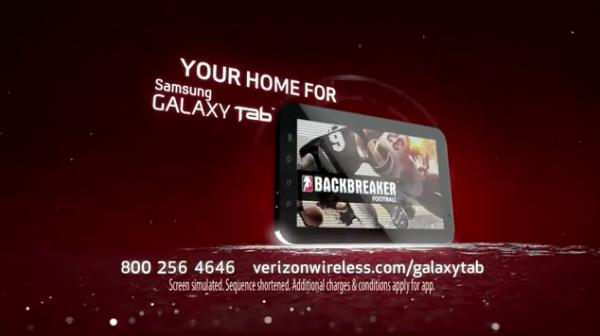 YOUR HOME FOR
Samsung
GALAXY Tab
9
BACKBREAKER
FOOTBALL
800 256 4646 verizonwireless.com/galaxytab
Screen simulated. Sequence shortened. Additional charges & conditions apply for app.